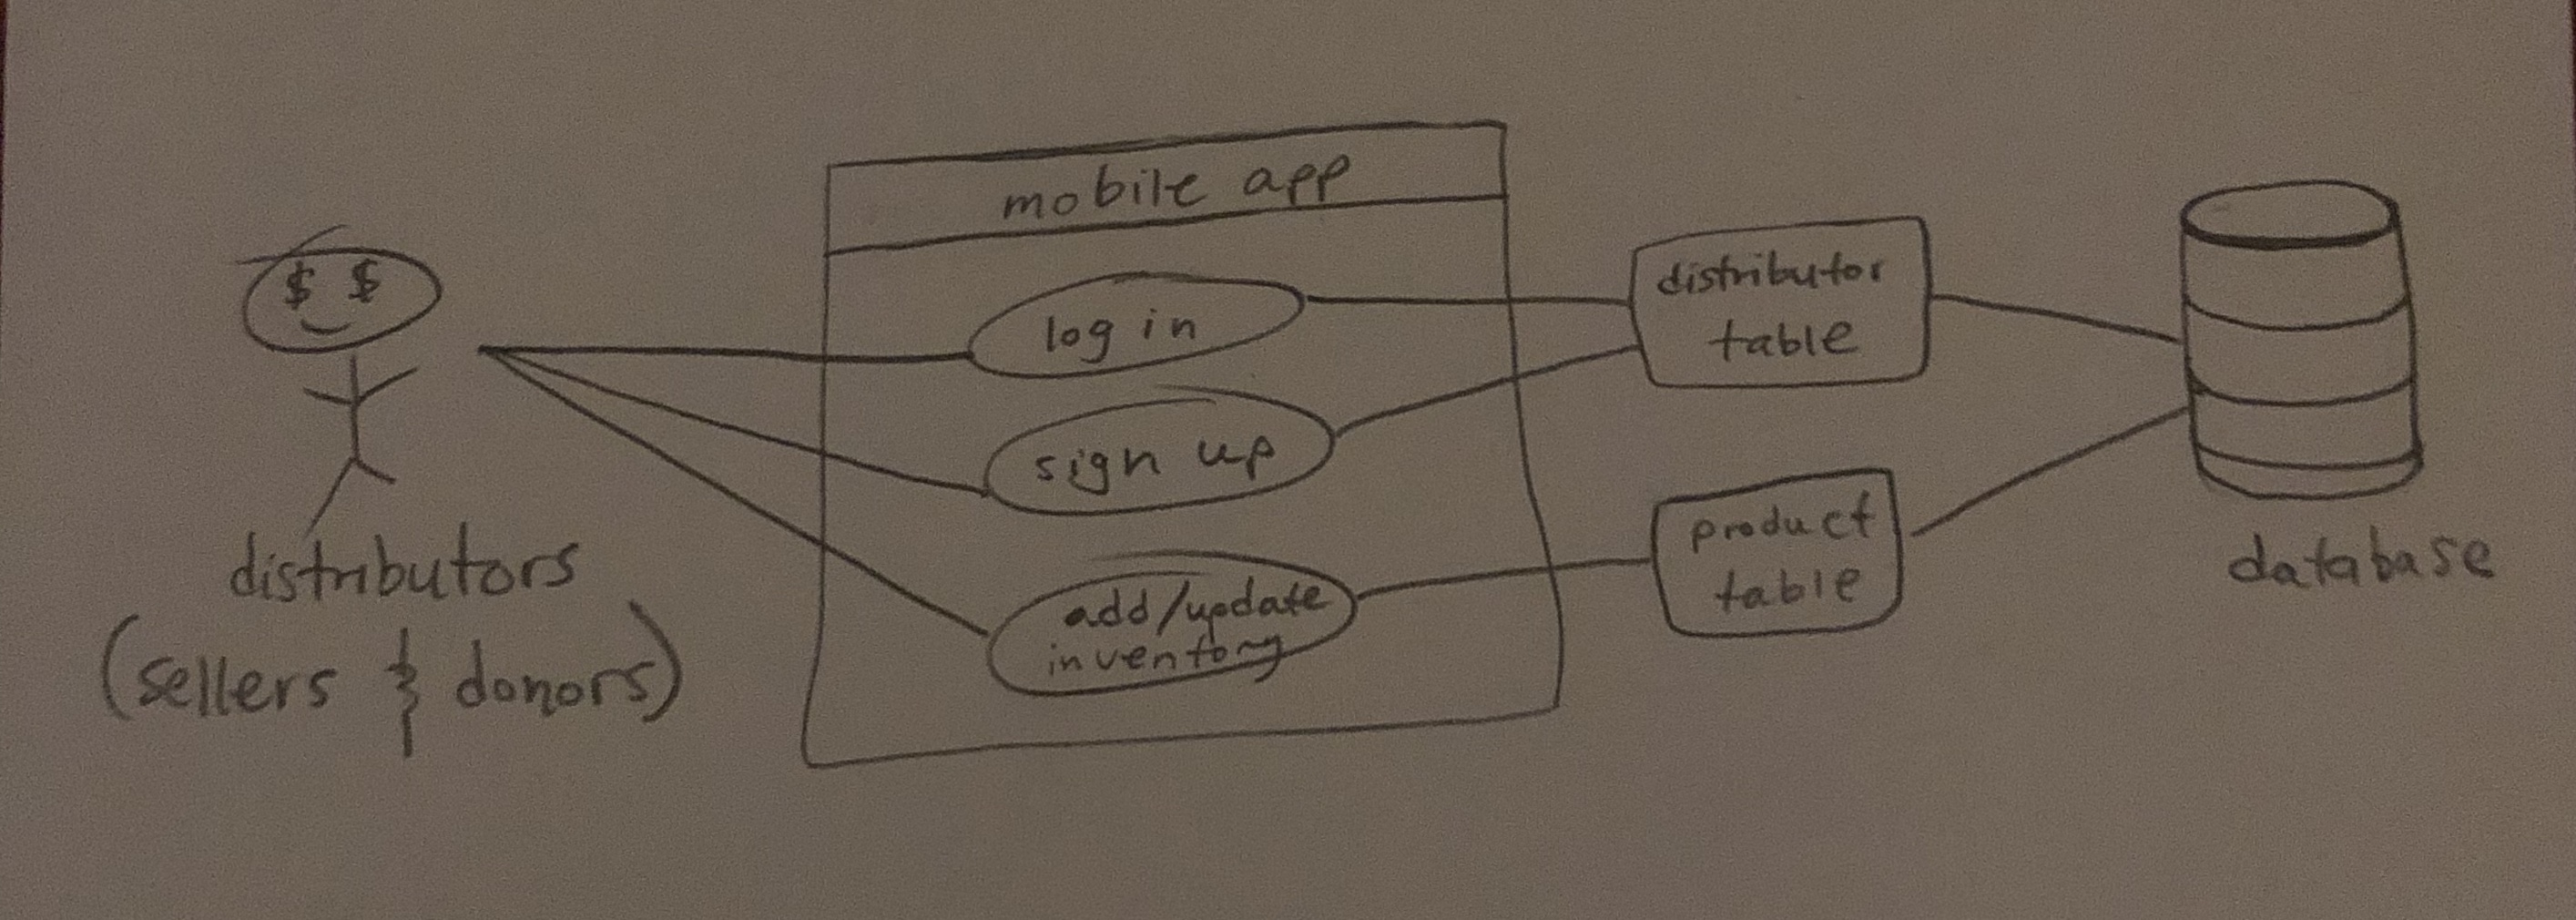 mobile app
$ $
log in
sign up
add/update
inventory
distributors
(sellers & donors)
distributor
table
product
table
database